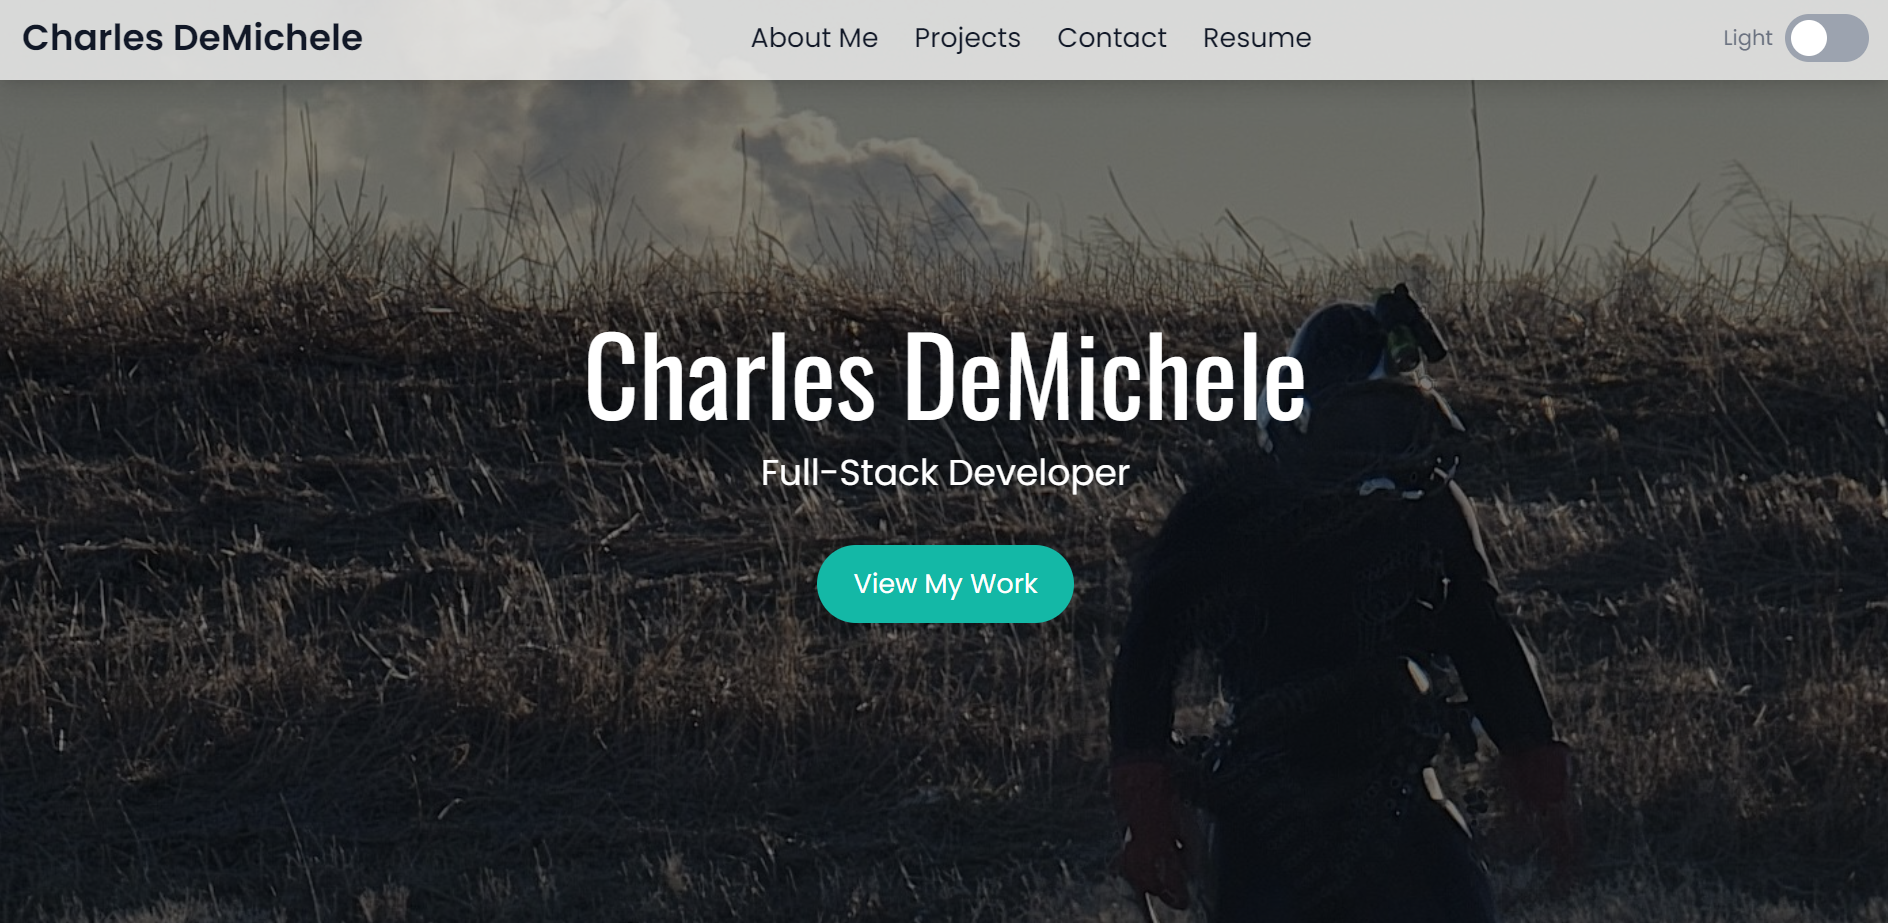 Charles DeMichele
About Me Projects Contact Resume
Light
Charles DeMichele
Full-Stack Developer
View My Work